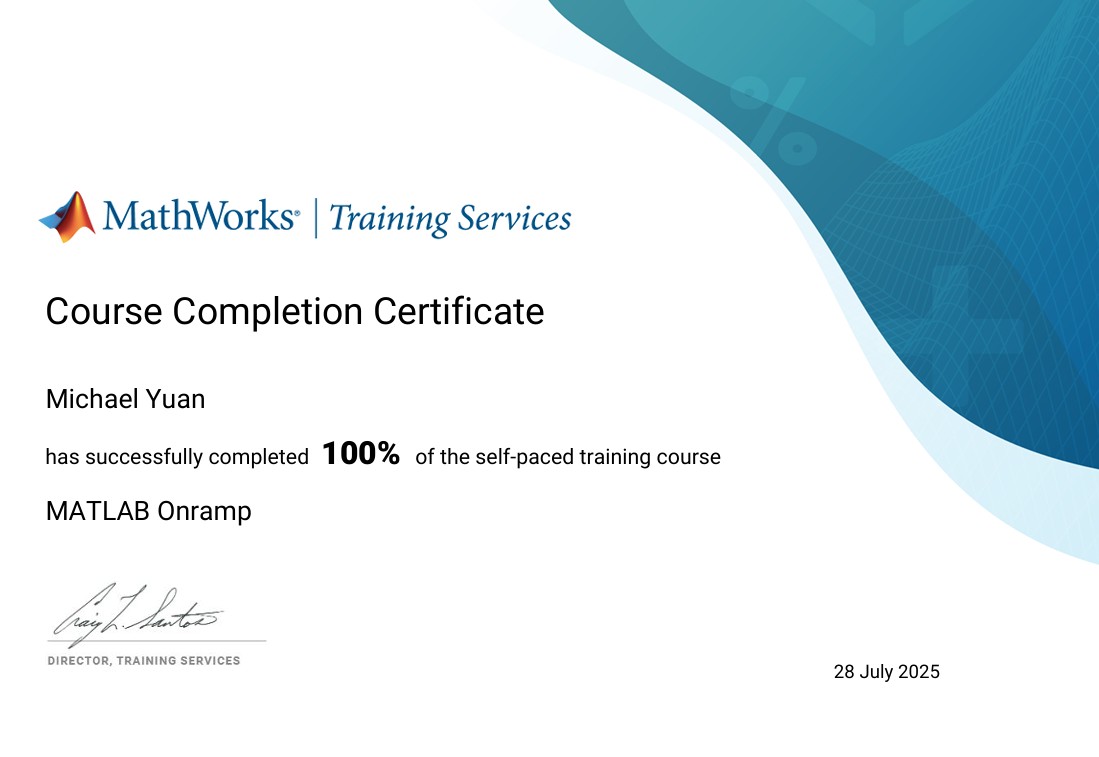 MathWorks® | Training Services
Course Completion Certificate
Michael Yuan
has successfully completed 100% of the self-paced training course
MATLAB Onramp
Craig L. Santos
DIRECTOR, TRAINING SERVICES
28 July 2025